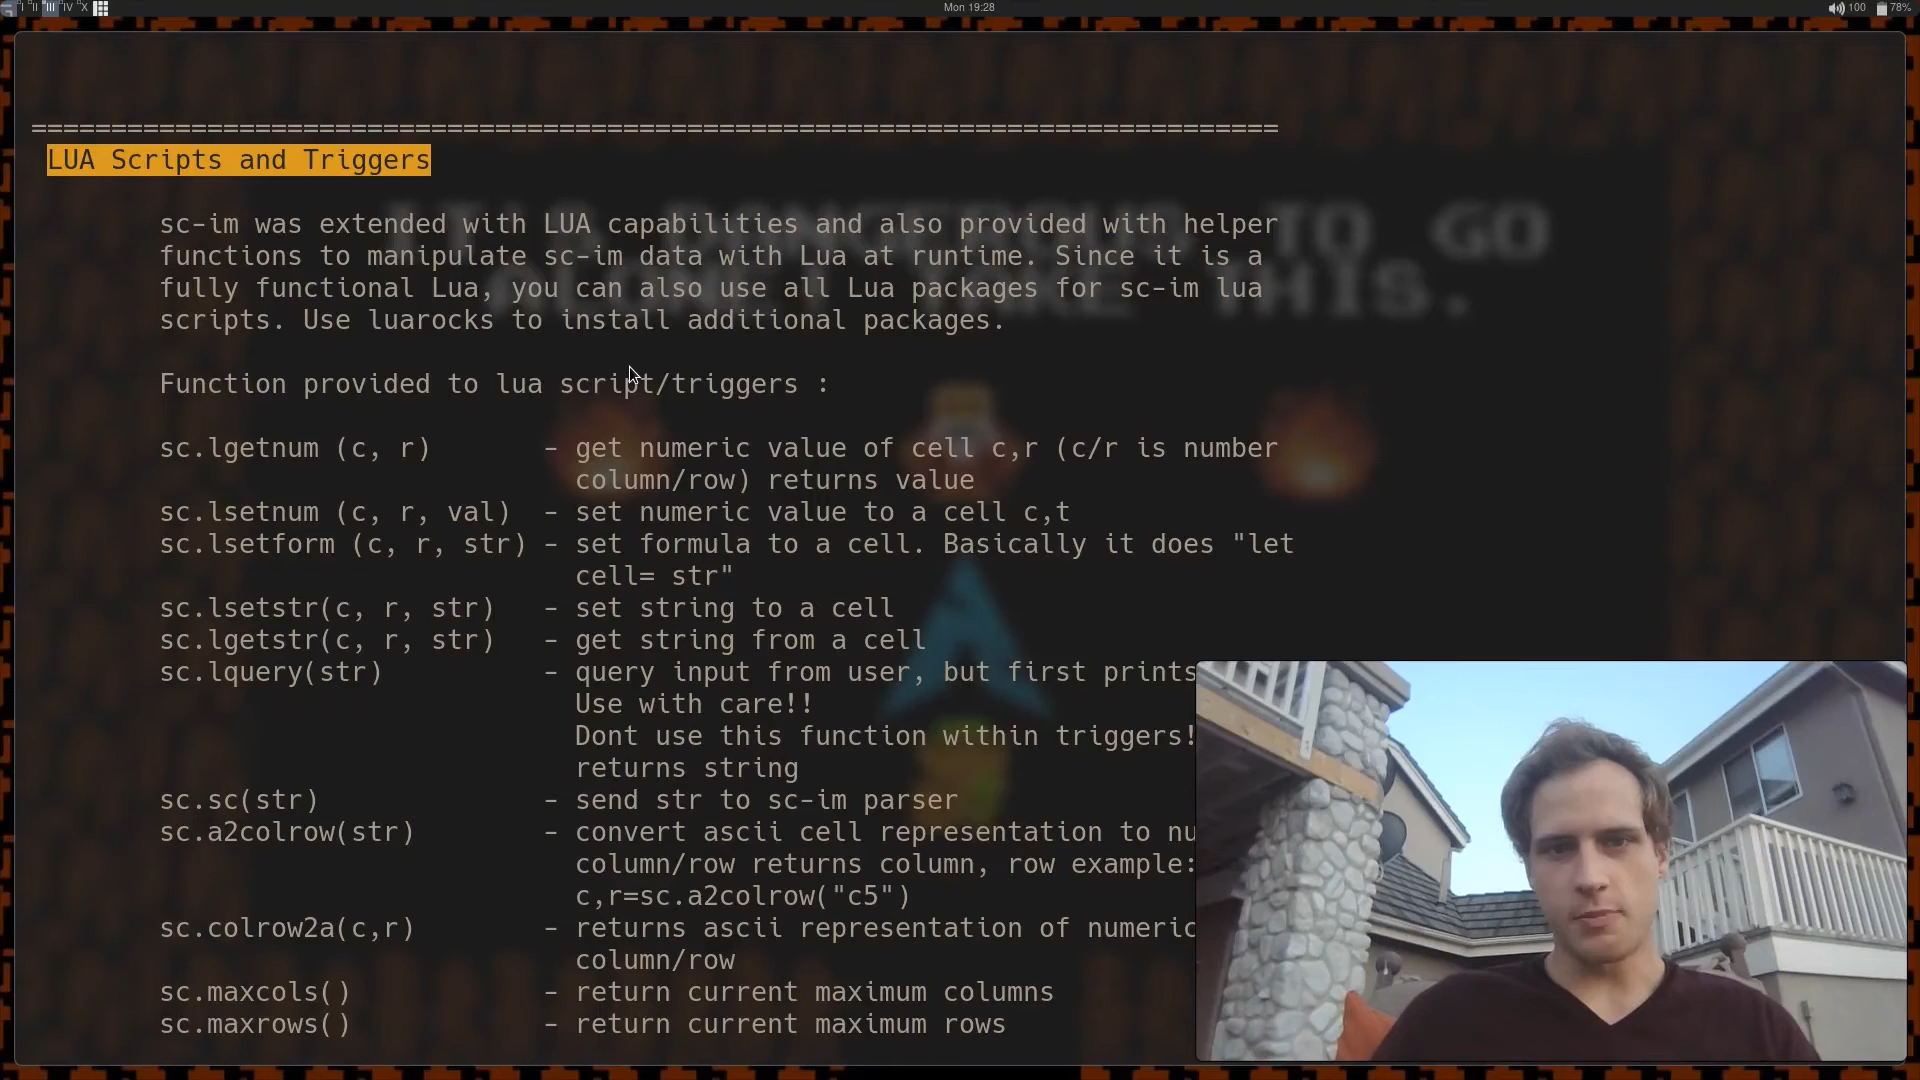 I II III IV X
Mon 19:28
100 78%
==============================================================================
LUA Scripts and Triggers
sc-im was extended with LUA capabilities and also provided with helper
functions to manipulate sc-im data with Lua at runtime. Since it is a
fully functional Lua, you can also use all Lua packages for sc-im lua
scripts. Use luarocks to install additional packages.
Function provided to lua script/triggers :
sc.lgetnum (c, r) - get numeric value of cell c,r (c/r is number
column/row) returns value
sc.lsetnum (c, r, val) - set numeric value to a cell c,t
sc.lsetform (c, r, str) - set formula to a cell. Basically it does "let
cell= str"
sc.lsetstr(c, r, str) - set string to a cell
sc.lgetstr(c, r, str) - get string from a cell
sc.lquery(str) - query input from user, but first prints
Use with care!!
Dont use this function within triggers!
returns string
sc.sc(str) - send str to sc-im parser
sc.a2colrow(str) - convert ascii cell representation to nu
column/row returns column, row example:
c,r=sc.a2colrow("c5")
sc.colrow2a(c,r) - returns ascii representation of numeric
column/row
sc.maxcols() - return current maximum columns
sc.maxrows() - return current maximum rows
TO GO
THIS.